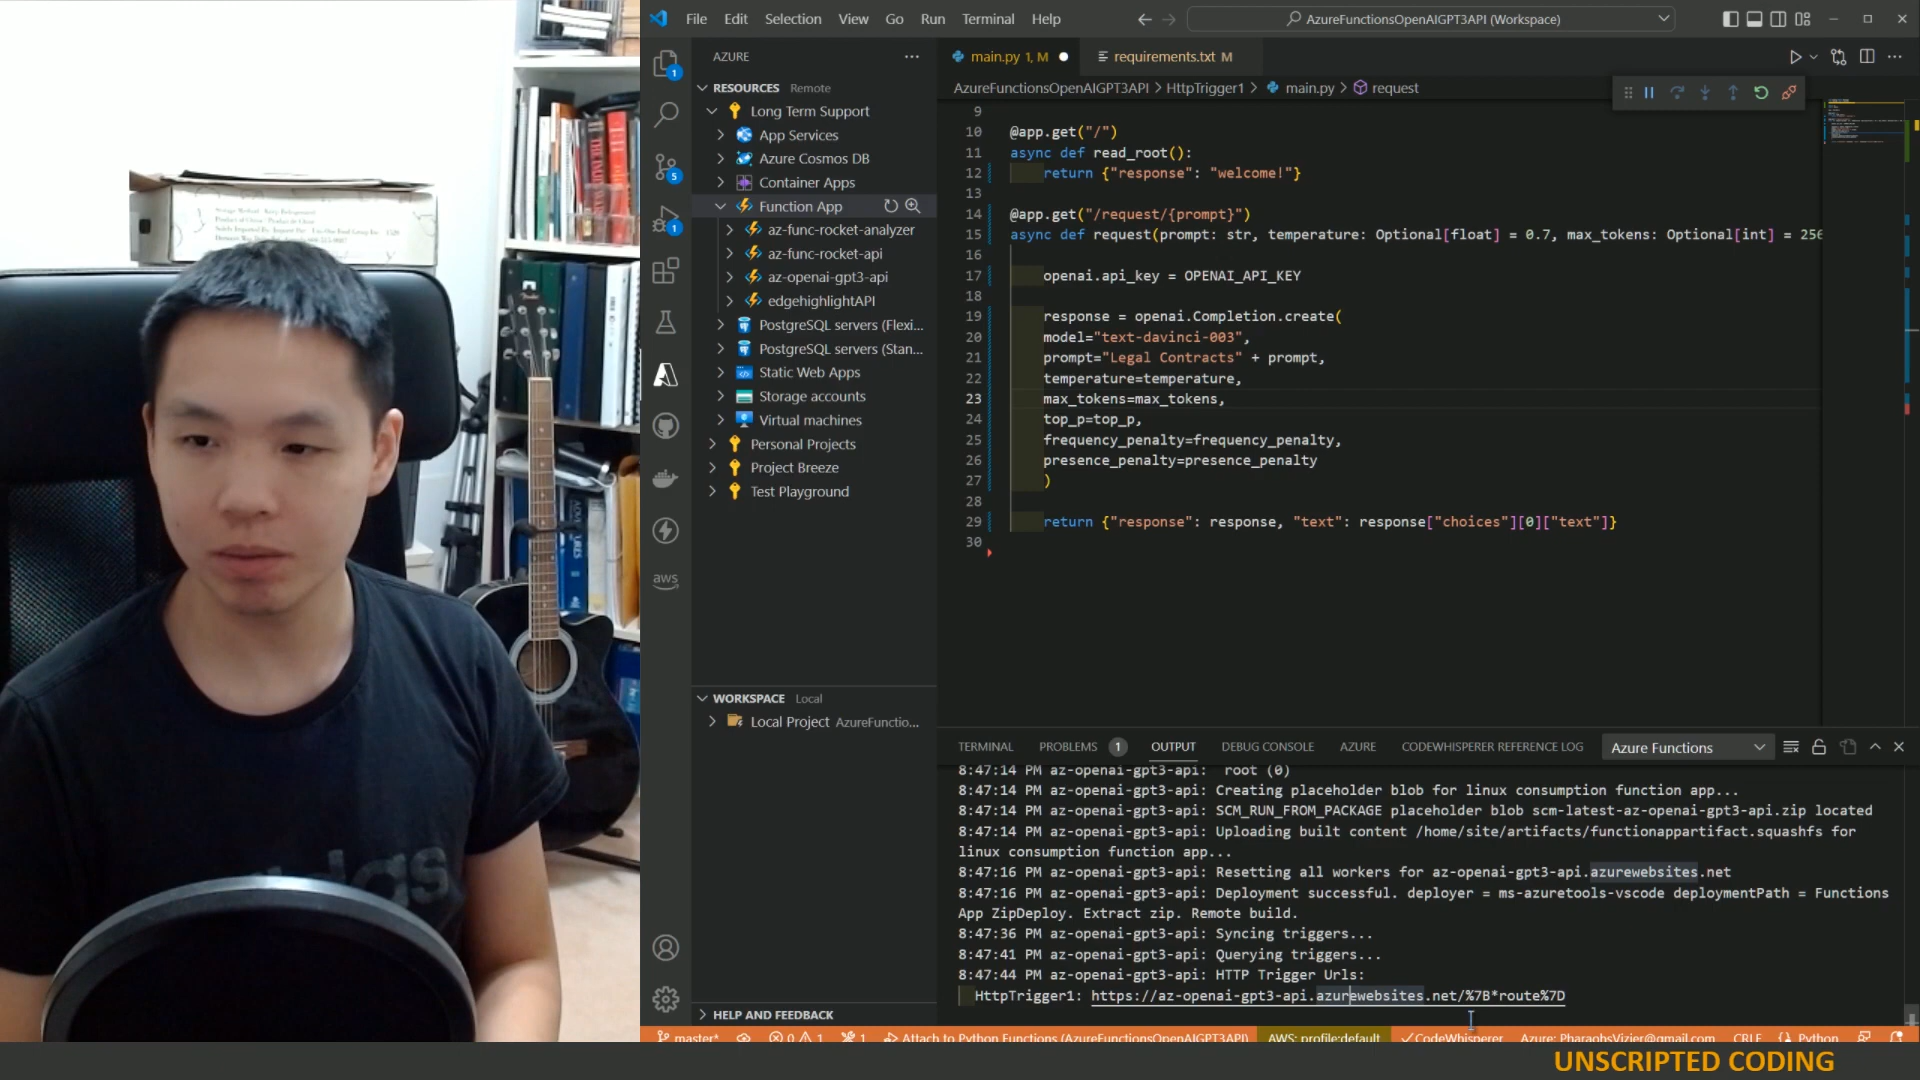 File Edit Selection View Go Run Terminal Help
AzureFunctionsOpenAIGPT3API (Workspace)
AZURE
RESOURCES Remote
Long Term Support
App Services
Azure Cosmos DB
Container Apps
Function App
az-func-rocket-analyzer
az-func-rocket-api
az-openai-gpt3-api
edgehighlightAPI
PostgreSQL servers (Flexi...
PostgreSQL servers (Stan...
Static Web Apps
Storage accounts
Virtual machines
Personal Projects
Project Breeze
Test Playground
WORKSPACE Local
Local Project AzureFunctio...
HELP AND FEEDBACK
1
5
1
aws
main.py 1, M
requirements.txt M
AzureFunctionsOpenAIGPT3API > HttpTrigger1 > main.py > request
9
10 @app.get("/")
11 async def read_root():
12 return {"response": "welcome!"}
13
14 @app.get("/request/{prompt}")
15 async def request(prompt: str, temperature: Optional[float] = 0.7, max_tokens: Optional[int] = 256
16
17 openai.api_key = OPENAI_API_KEY
18
19 response = openai.Completion.create(
20 model="text-davinci-003",
21 prompt="Legal Contracts" + prompt,
22 temperature=temperature,
23 max_tokens=max_tokens,
24 top_p=top_p,
25 frequency_penalty=frequency_penalty,
26 presence_penalty=presence_penalty
27 )
28
29 return {"response": response, "text": response["choices"][0]["text"]}
30
TERMINAL PROBLEMS 1 OUTPUT DEBUG CONSOLE AZURE CODEWHISPERER REFERENCE LOG Azure Functions
8:47:14 PM az-openai-gpt3-api: root (0)
8:47:14 PM az-openai-gpt3-api: Creating placeholder blob for linux consumption function app...
8:47:14 PM az-openai-gpt3-api: SCM_RUN_FROM_PACKAGE placeholder blob scm-latest-az-openai-gpt3-api.zip located
8:47:14 PM az-openai-gpt3-api: Uploading built content /home/site/artifacts/functionappartifact.squashfs for
linux consumption function app...
8:47:16 PM az-openai-gpt3-api: Resetting all workers for az-openai-gpt3-api.azurewebsites.net
8:47:16 PM az-openai-gpt3-api: Deployment successful. deployer = ms-azuretools-vscode deploymentPath = Functions
App ZipDeploy. Extract zip. Remote build.
8:47:36 PM az-openai-gpt3-api: Syncing triggers...
8:47:41 PM az-openai-gpt3-api: Querying triggers...
8:47:44 PM az-openai-gpt3-api: HTTP Trigger Urls:
HttpTrigger1: https://az-openai-gpt3-api.azurewebsites.net/%7B*route%7D
master* 0 1 1 Attach to Python Functions (AzureFunctionsOpenAIGPT3API) AWS: profile:default CodeWhisperer Azure: PharaohsVizier@gmail.com CRLF Python
UNSCRIPTED CODING